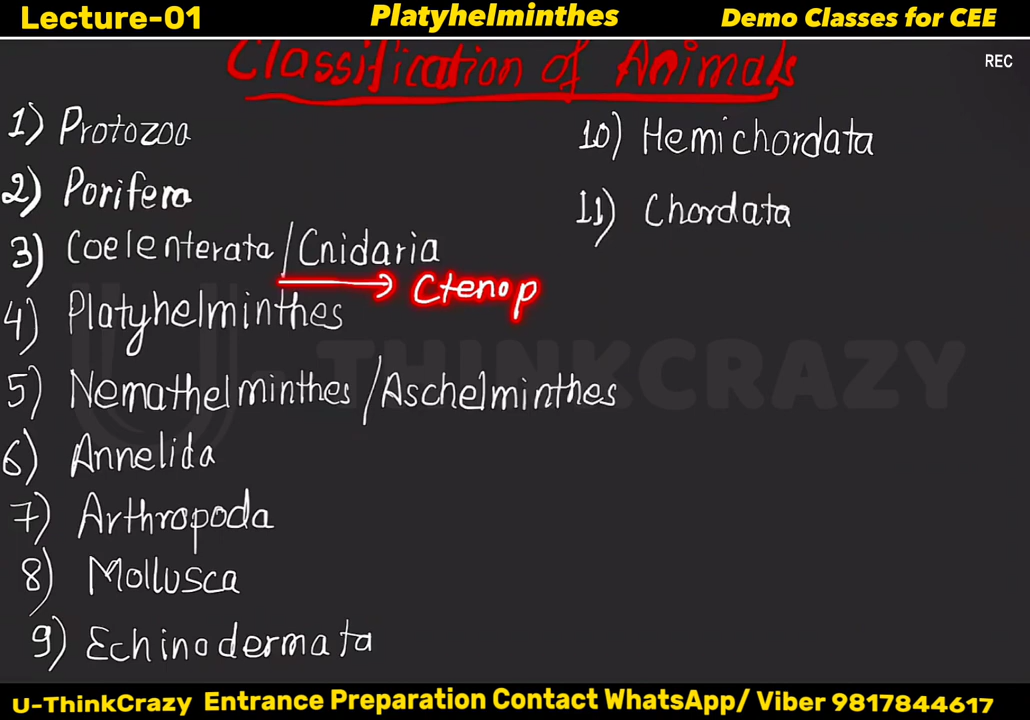 Lecture-01 Platyhelminthes Demo Classes for CEE
Classification of Animals
REC
1) Protozoa
2) Porifera
3) Coelenterata / Cnidaria
→ Ctenop
4) Platyhelminthes
5) Nemathelminthes / Aschelminthes
6) Annelida
7) Arthropoda
8) Mollusca
9) Echinodermata
10) Hemichordata
11) Chordata
U-THINKCRAZY
U-ThinkCrazy Entrance Preparation Contact WhatsApp/ Viber 9817844617